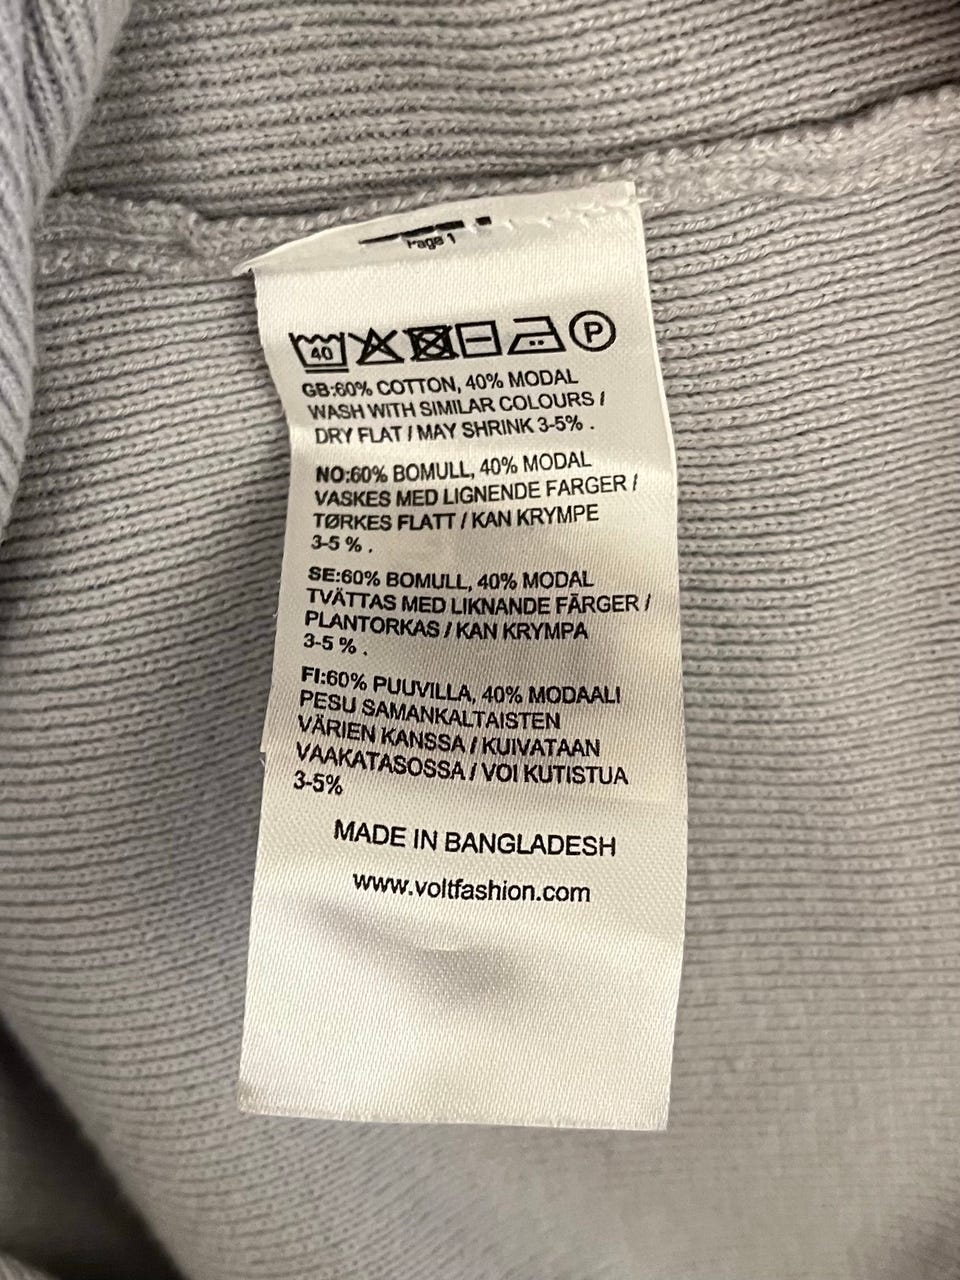 Page 1
40
P
GB:60% COTTON, 40% MODAL
WASH WITH SIMILAR COLOURS /
DRY FLAT / MAY SHRINK 3-5% .
NO:60% BOMULL, 40% MODAL
VASKES MED LIGNENDE FARGER /
TØRKES FLATT / KAN KRYMPE
3-5 % .
SE:60% BOMULL, 40% MODAL
TVÄTTAS MED LIKNANDE FÄRGER /
PLANTORKAS / KAN KRYMPA
3-5 % .
FI:60% PUUVILLA, 40% MODAALI
PESU SAMANKALTAISTEN
VÄRIEN KANSSA / KUIVATAAN
VAAKATASOSSA / VOI KUTISTUA
3-5%
MADE IN BANGLADESH
www.voltfashion.com